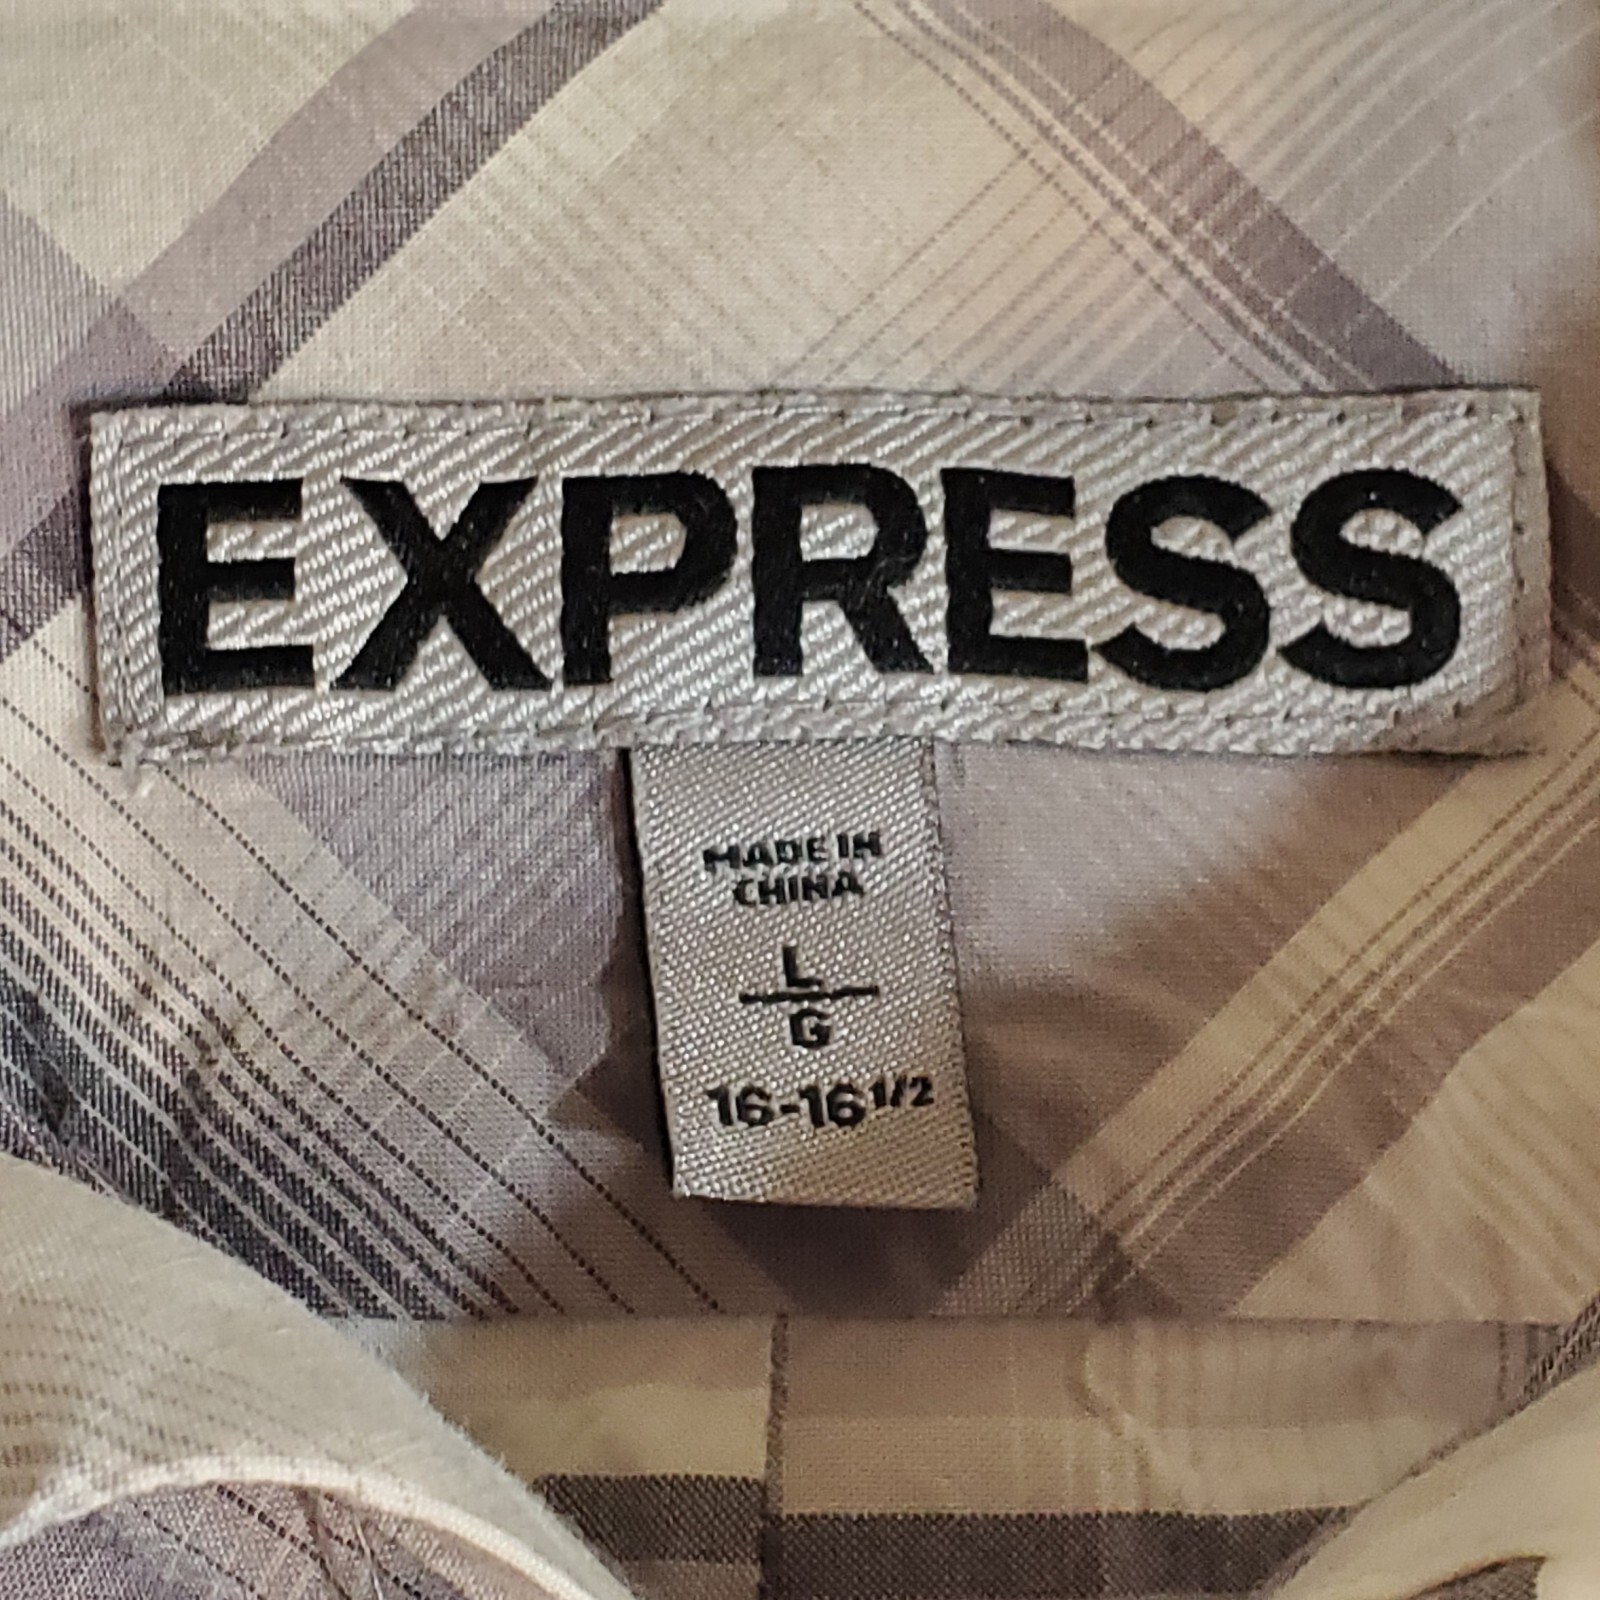 EXPRESS
MADE IN
CHINA
L
G
16-16 1/2